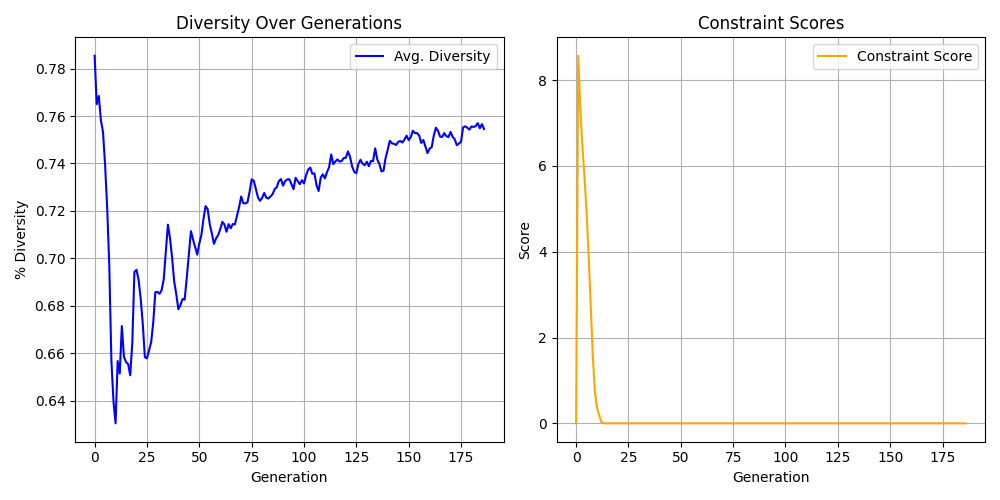 Diversity Over Generations
Avg. Diversity
% Diversity
0.78
0.76
0.74
0.72
0.70
0.68
0.66
0.64
0 25 50 75 100 125 150 175
Generation
Constraint Scores
Constraint Score
Score
8
6
4
2
0
0 25 50 75 100 125 150 175
Generation